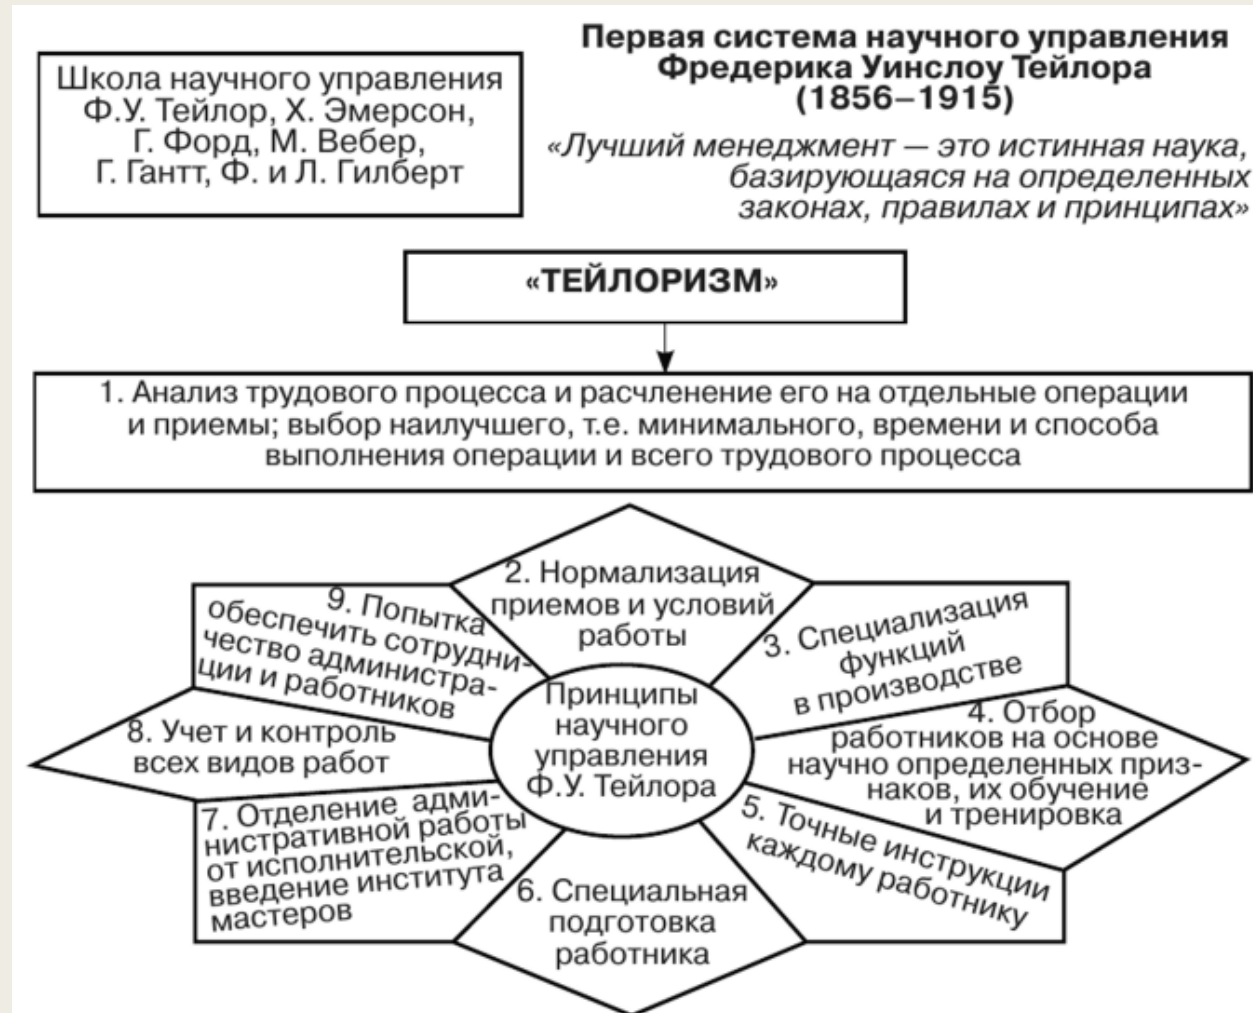 Школа научного управления
Ф.У. Тейлор, Х. Эмерсон,
Г. Форд, М. Вебер,
Г. Гантт, Ф. и Л. Гилберт
Первая система научного управления
Фредерика Уинслоу Тейлора
(1856–1915)
«Лучший менеджмент — это истинная наука,
базирующаяся на определенных
законах, правилах и принципах»
«ТЕЙЛОРИЗМ»
1. Анализ трудового процесса и расчленение его на отдельные операции
и приемы; выбор наилучшего, т.е. минимального, времени и способа
выполнения операции и всего трудового процесса
Принципы
научного
управления
Ф.У. Тейлора
2. Нормализация
приемов и условий
работы
3. Специализация
функций
в производстве
4. Отбор
работников на основе
научно определенных приз-
наков, их обучение
и тренировка
5. Точные инструкции
каждому работнику
6. Специальная
подготовка
работника
7. Отделение адми-
нистративной работы
от исполнительской,
введение института
мастеров
8. Учет и контроль
всех видов работ
9. Попытка
обеспечить сотрудни-
чество администра-
ции и работников